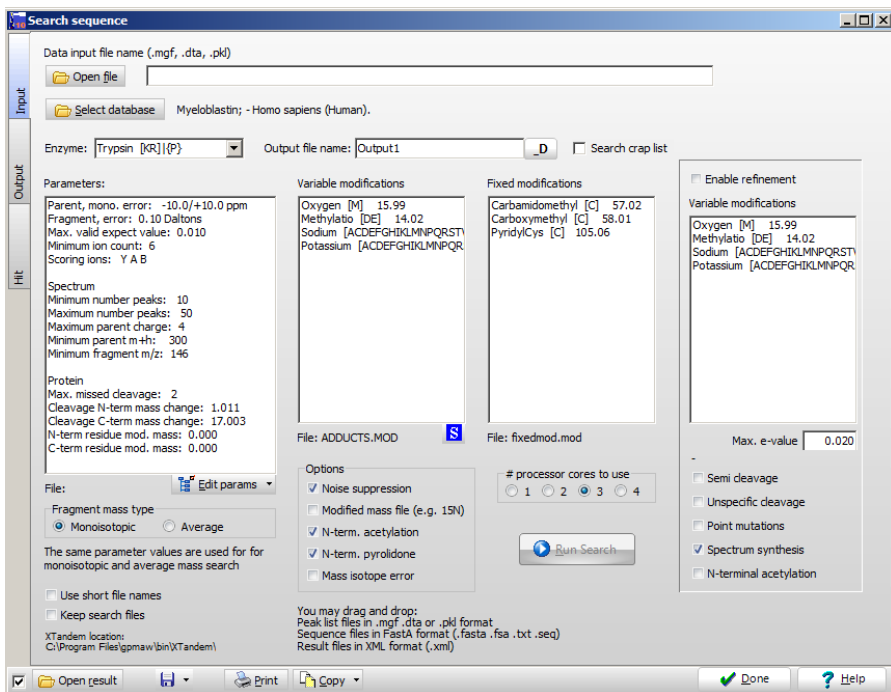 Search sequence
Data input file name (.mgf, .dta, .pkl)
Open file
Select database Myeloblastin; - Homo sapiens (Human).
Enzyme: Trypsin [KR]|{P} Output file name: Output1 _D Search crap list
Input
Output
Hit
Parameters:
Parent, mono. error: -10.0/+10.0 ppm
Fragment, error: 0.10 Daltons
Max. valid expect value: 0.010
Minimum ion count: 6
Scoring ions: Y A B
Spectrum
Minimum number peaks: 10
Maximum number peaks: 50
Maximum parent charge: 4
Minimum parent m+h: 300
Minimum fragment m/z: 146
Protein
Max. missed cleavage: 2
Cleavage N-term mass change: 1.011
Cleavage C-term mass change: 17.003
N-term residue mod. mass: 0.000
C-term residue mod. mass: 0.000
File: Edit params
Fragment mass type
Monoisotopic Average
The same parameter values are used for for
monoisotopic and average mass search
Use short file names
Keep search files
XTandem location:
C:\Program Files\gpmaw\bin\XTandem\
Variable modifications
Oxygen [M] 15.99
Methylatio [DE] 14.02
Sodium [ACDEFGHIKLMNPQRSTV
Potassium [ACDEFGHIKLMNPQR
File: ADDUCTS.MOD S
Options
Noise suppression
Modified mass file (e.g. 15N)
N-term. acetylation
N-term. pyrolidone
Mass isotope error
You may drag and drop:
Peak list files in .mgf .dta or .pkl format
Sequence files in FastA format (.fasta .fsa .txt .seq)
Result files in XML format (.xml)
Fixed modifications
Carbamidomethyl [C] 57.02
Carboxymethyl [C] 58.01
PyridylCys [C] 105.06
File: fixedmod.mod
# processor cores to use
1 2 3 4
Run Search
Enable refinement
Variable modifications
Oxygen [M] 15.99
Methylatio [DE] 14.02
Sodium [ACDEFGHIKLMNPQRSTV
Potassium [ACDEFGHIKLMNPQR
Max. e-value 0.020
-
Semi cleavage
Unspecific cleavage
Point mutations
Spectrum synthesis
N-terminal acetylation
Open result Print Copy Done Help